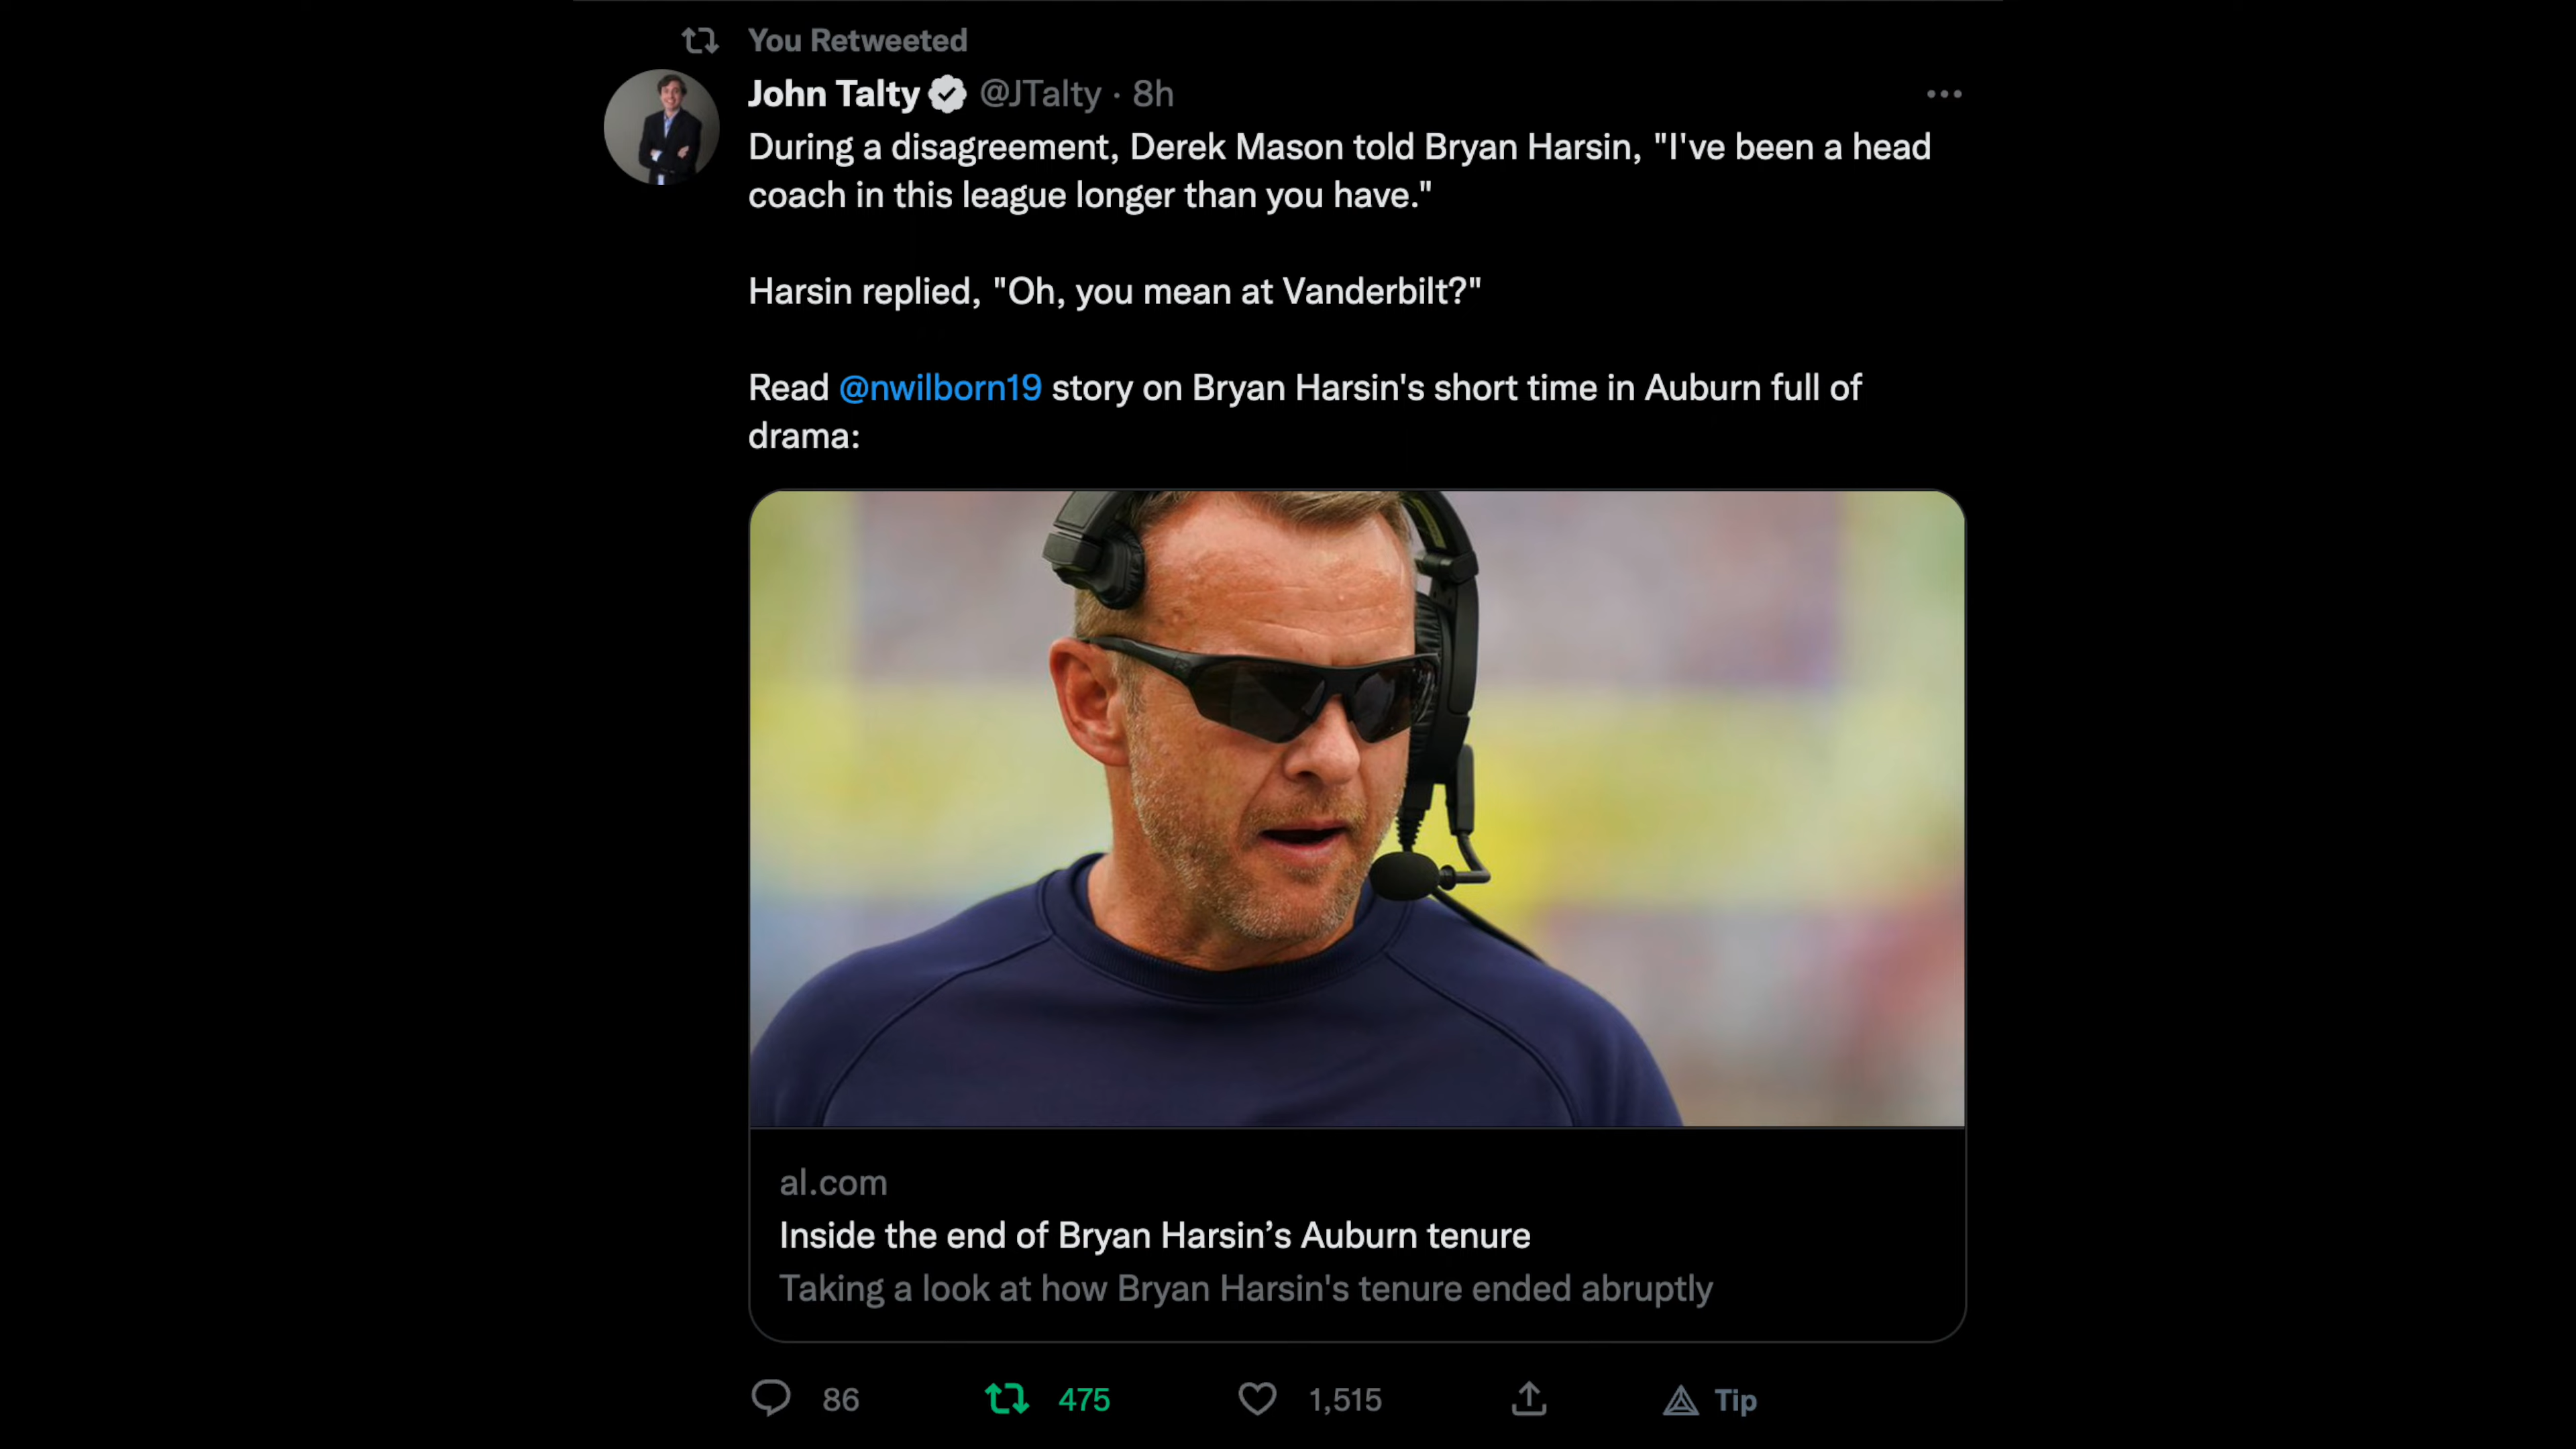 You Retweeted
John Talty @JTalty · 8h
During a disagreement, Derek Mason told Bryan Harsin, "I've been a head
coach in this league longer than you have."
Harsin replied, "Oh, you mean at Vanderbilt?"
Read @nwilborn19 story on Bryan Harsin's short time in Auburn full of
drama:
al.com
Inside the end of Bryan Harsin’s Auburn tenure
Taking a look at how Bryan Harsin's tenure ended abruptly
86 475 1,515 Tip